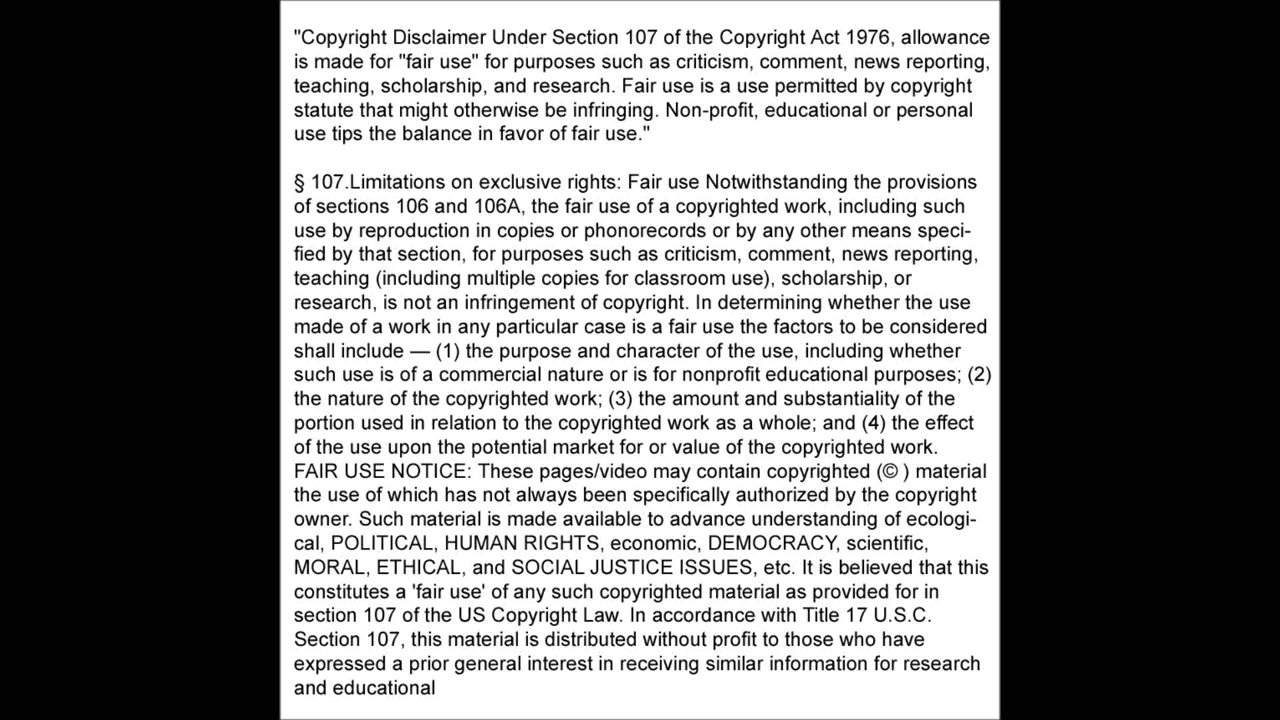 "Copyright Disclaimer Under Section 107 of the Copyright Act 1976, allowance
is made for "fair use" for purposes such as criticism, comment, news reporting,
teaching, scholarship, and research. Fair use is a use permitted by copyright
statute that might otherwise be infringing. Non-profit, educational or personal
use tips the balance in favor of fair use."
§ 107.Limitations on exclusive rights: Fair use Notwithstanding the provisions
of sections 106 and 106A, the fair use of a copyrighted work, including such
use by reproduction in copies or phonorecords or by any other means speci-
fied by that section, for purposes such as criticism, comment, news reporting,
teaching (including multiple copies for classroom use), scholarship, or
research, is not an infringement of copyright. In determining whether the use
made of a work in any particular case is a fair use the factors to be considered
shall include — (1) the purpose and character of the use, including whether
such use is of a commercial nature or is for nonprofit educational purposes; (2)
the nature of the copyrighted work; (3) the amount and substantiality of the
portion used in relation to the copyrighted work as a whole; and (4) the effect
of the use upon the potential market for or value of the copyrighted work.
FAIR USE NOTICE: These pages/video may contain copyrighted (© ) material
the use of which has not always been specifically authorized by the copyright
owner. Such material is made available to advance understanding of ecologi-
cal, POLITICAL, HUMAN RIGHTS, economic, DEMOCRACY, scientific,
MORAL, ETHICAL, and SOCIAL JUSTICE ISSUES, etc. It is believed that this
constitutes a 'fair use' of any such copyrighted material as provided for in
section 107 of the US Copyright Law. In accordance with Title 17 U.S.C.
Section 107, this material is distributed without profit to those who have
expressed a prior general interest in receiving similar information for research
and educational